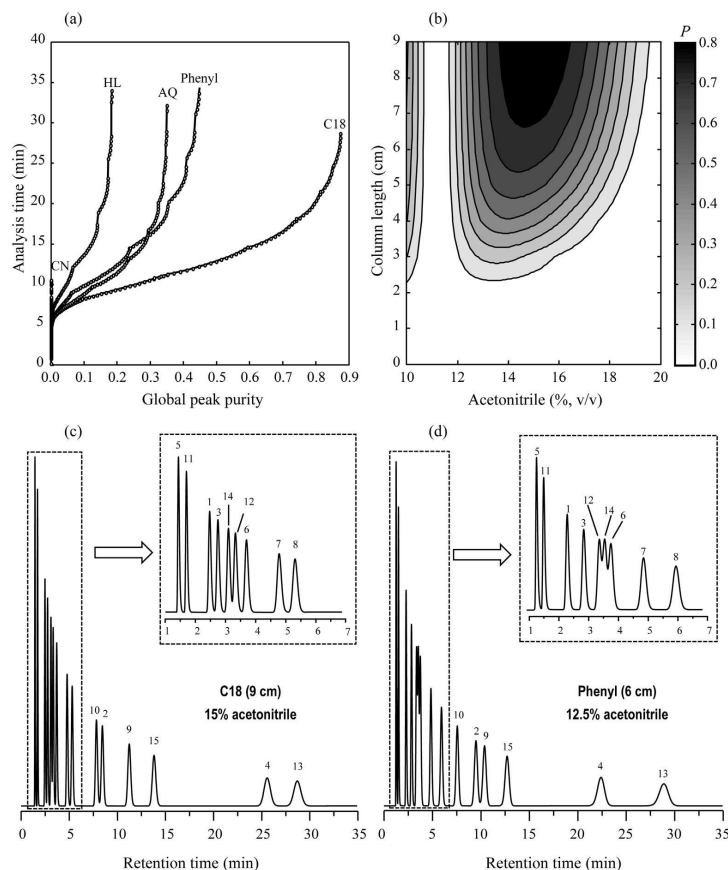 (a)
40
35
30
25
20
15
10
5
0
Analysis time (min)
HL
AQ
Phenyl
C18
CN
0.0 0.1 0.2 0.3 0.4 0.5 0.6 0.7 0.8 0.9
Global peak purity
(b)
9
8
7
6
5
4
3
2
1
0
Column length (cm)
10 12 14 16 18 20
Acetonitrile (%, v/v)
P
0.8
0.7
0.6
0.5
0.4
0.3
0.2
0.1
0.0
(c)
5
11
1
3
14
12
6
7
8
1 2 3 4 5 6 7
C18 (9 cm)
15% acetonitrile
10
2
9
15
4
13
0 5 10 15 20 25 30 35
Retention time (min)
(d)
5
11
1
3
12
14
6
7
8
1 2 3 4 5 6 7
Phenyl (6 cm)
12.5% acetonitrile
10
2
9
15
4
13
0 5 10 15 20 25 30 35
Retention time (min)